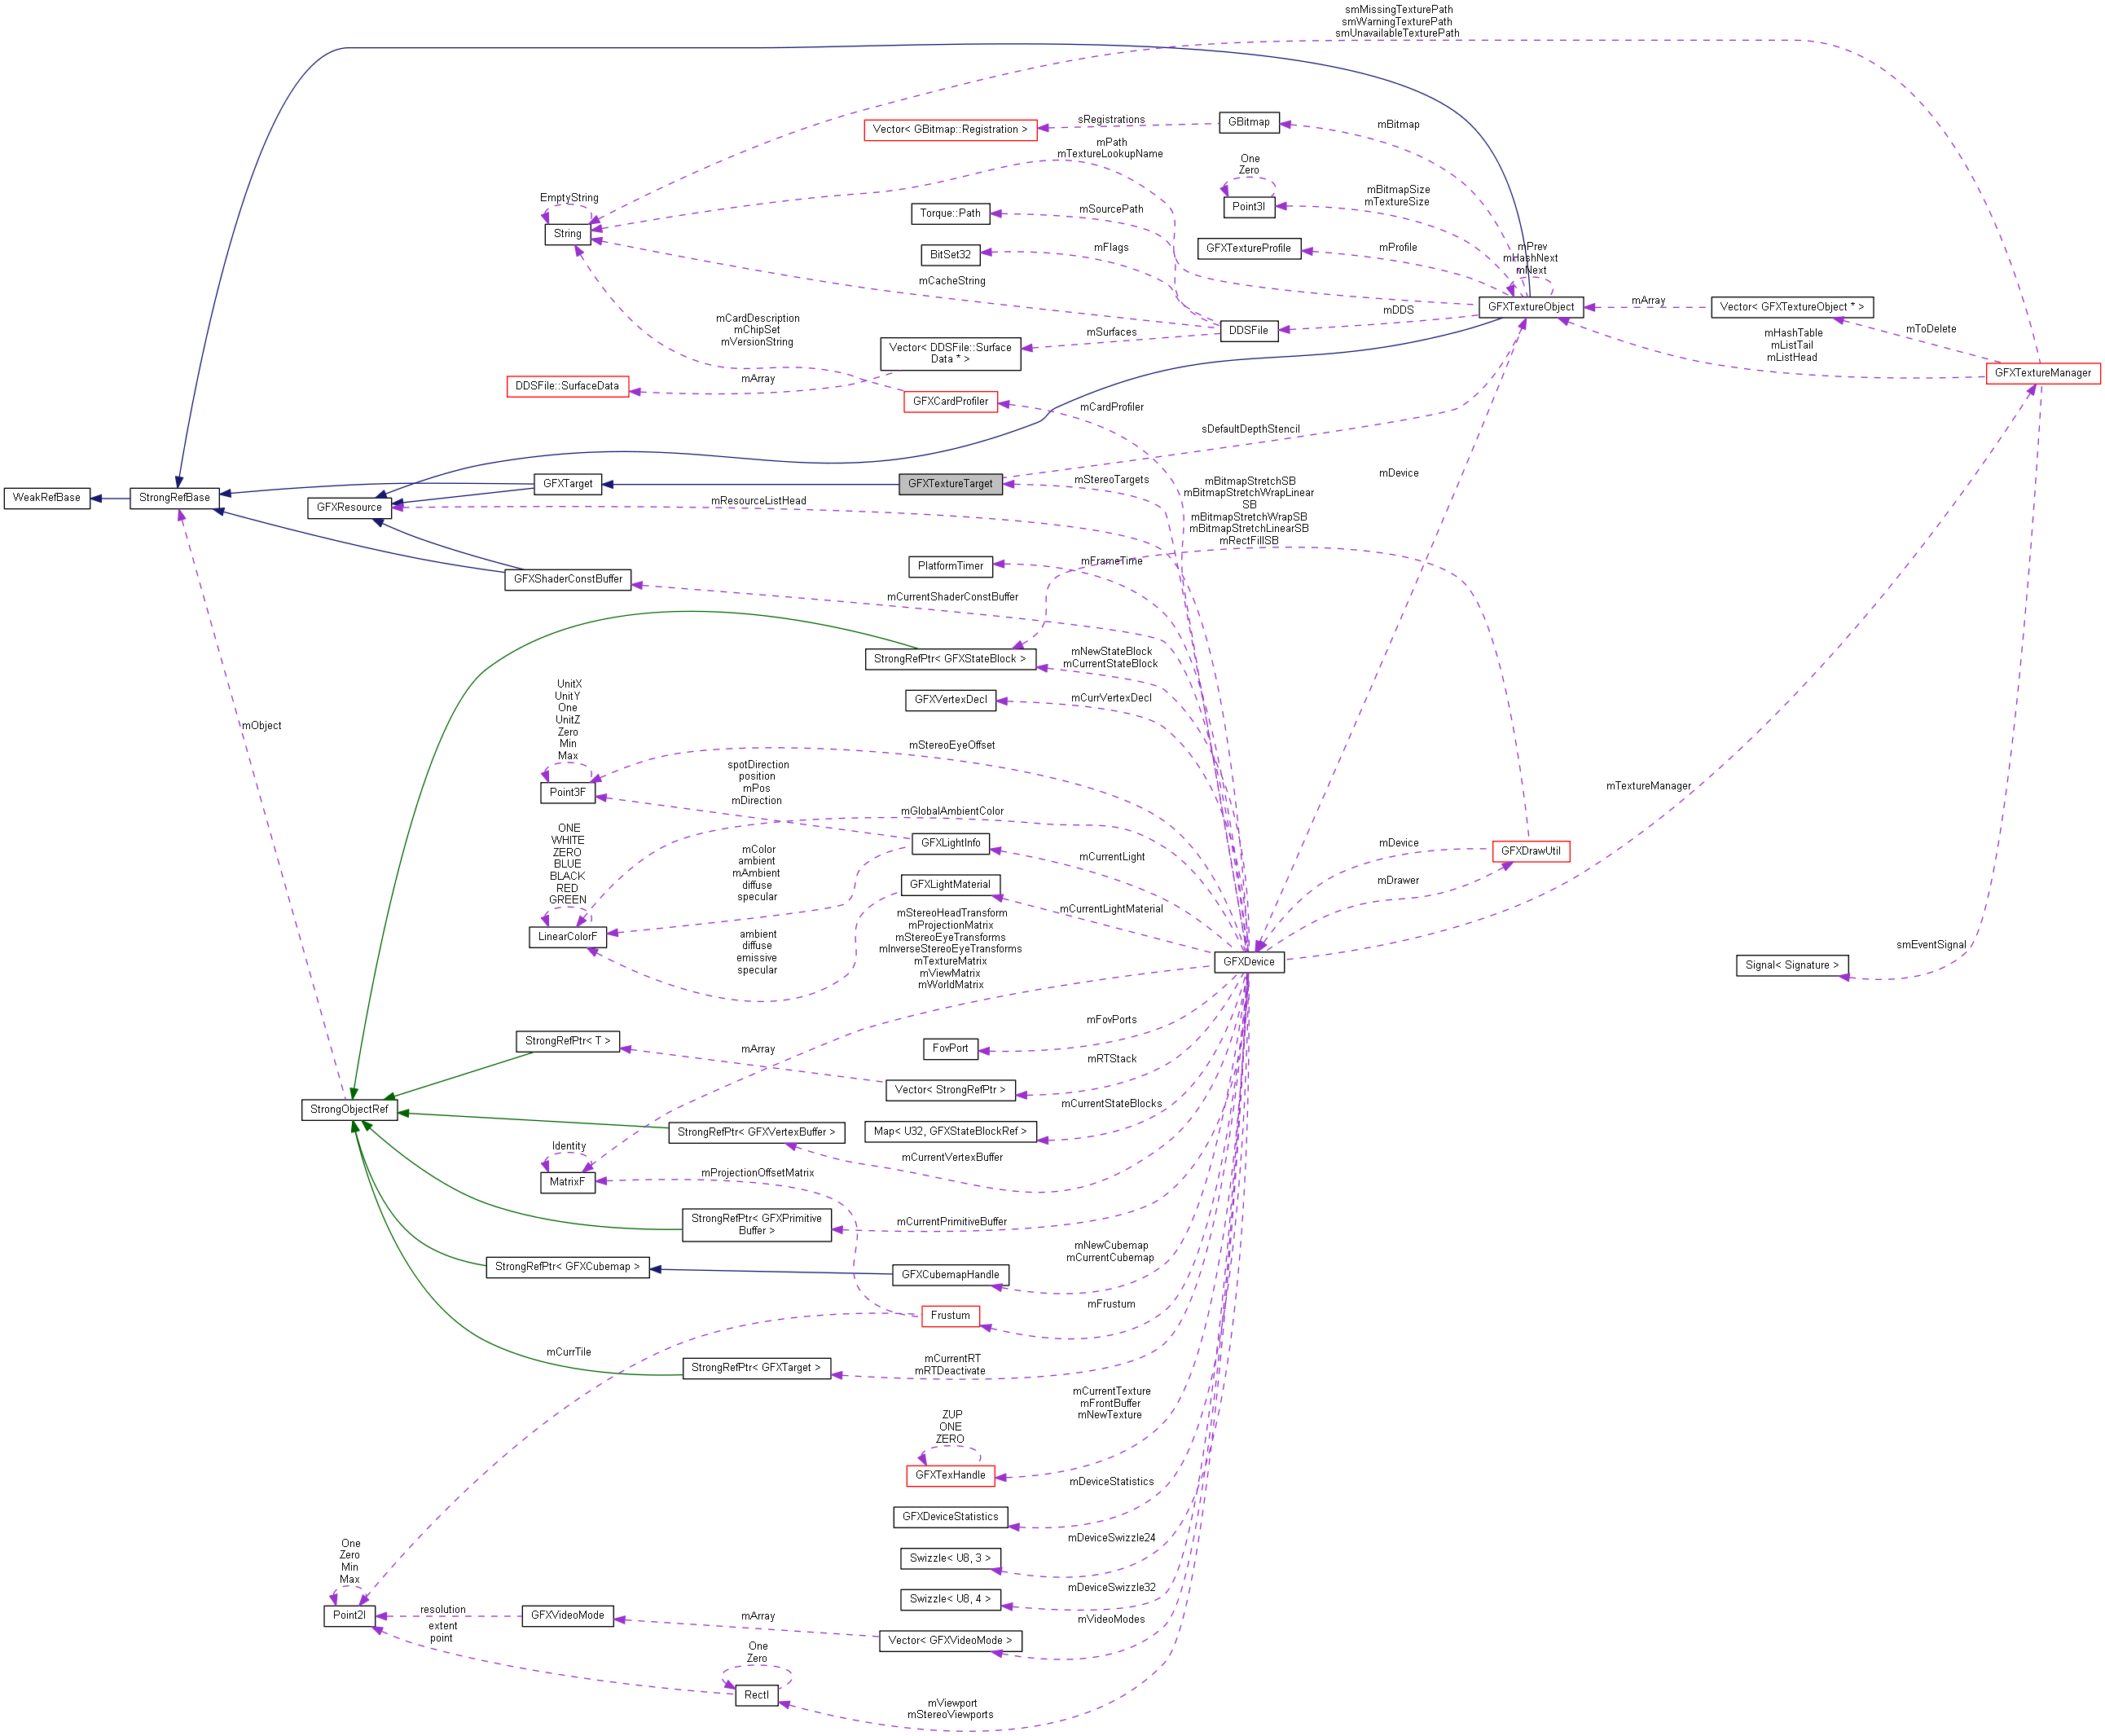 smMissingTexturePath
smWarningTexturePath
smUnavailableTexturePath
Vector< GBitmap::Registration >
sRegistrations
GBitmap
mBitmap
mPath
mTextureLookupName
One
Zero
EmptyString
String
Torque::Path
mSourcePath
Point3I
mBitmapSize
mTextureSize
BitSet32
mFlags
GFXTextureProfile
mProfile
mPrev
mHashNext
mNext
mCacheString
GFXTextureObject
mArray
Vector< GFXTextureObject * >
mToDelete
mCardDescription
mChipSet
mVersionString
mSurfaces
DDSFile
mDDS
mHashTable
mListTail
mListHead
Vector< DDSFile::Surface
Data * >
GFXTextureManager
DDSFile::SurfaceData
mArray
GFXCardProfiler
mCardProfiler
sDefaultDepthStencil
mDevice
WeakRefBase
StrongRefBase
GFXTarget
GFXResource
GFXTextureTarget
mResourceListHead
mStereoTargets
mBitmapStretchSB
mBitmapStretchWrapLinear
SB
mBitmapStretchWrapSB
mBitmapStretchLinearSB
mRectFillSB
GFXShaderConstBuffer
PlatformTimer
mFrameTime
mCurrentShaderConstBuffer
StrongRefPtr< GFXStateBlock >
mNewStateBlock
mCurrentStateBlock
UnitX
UnitY
One
UnitZ
Zero
Min
Max
GFXVertexDecl
mCurrVertexDecl
mObject
Point3F
mStereoEyeOffset
spotDirection
position
mPos
mDirection
mTextureManager
mGlobalAmbientColor
ONE
WHITE
ZERO
BLUE
BLACK
RED
GREEN
mColor
ambient
mAmbient
diffuse
specular
GFXLightInfo
mCurrentLight
mDevice
GFXDrawUtil
mDrawer
GFXLightMaterial
mCurrentLightMaterial
LinearColorF
ambient
diffuse
emissive
specular
mStereoHeadTransform
mProjectionMatrix
mStereoEyeTransforms
mInverseStereoEyeTransforms
mTextureMatrix
mViewMatrix
mWorldMatrix
GFXDevice
smEventSignal
Signal< Signature >
StrongRefPtr< T >
mArray
FovPort
mFovPorts
Vector< StrongRefPtr >
mRTStack
StrongObjectRef
StrongRefPtr< GFXVertexBuffer >
Map< U32, GFXStateBlockRef >
mCurrentStateBlocks
Identity
MatrixF
mProjectionOffsetMatrix
mCurrentVertexBuffer
StrongRefPtr< GFXPrimitive
Buffer >
mCurrentPrimitiveBuffer
StrongRefPtr< GFXCubemap >
GFXCubemapHandle
mNewCubemap
mCurrentCubemap
Frustum
mFrustum
mCurrTile
StrongRefPtr< GFXTarget >
mCurrentRT
mRTDeactivate
ZUP
ONE
ZERO
GFXTexHandle
mCurrentTexture
mFrontBuffer
mNewTexture
GFXDeviceStatistics
mDeviceStatistics
Swizzle< U8, 3 >
mDeviceSwizzle24
One
Zero
Min
Max
Swizzle< U8, 4 >
mDeviceSwizzle32
Point2I
resolution
GFXVideoMode
mArray
Vector< GFXVideoMode >
mVideoModes
extent
point
One
Zero
RectI
mViewport
mStereoViewports